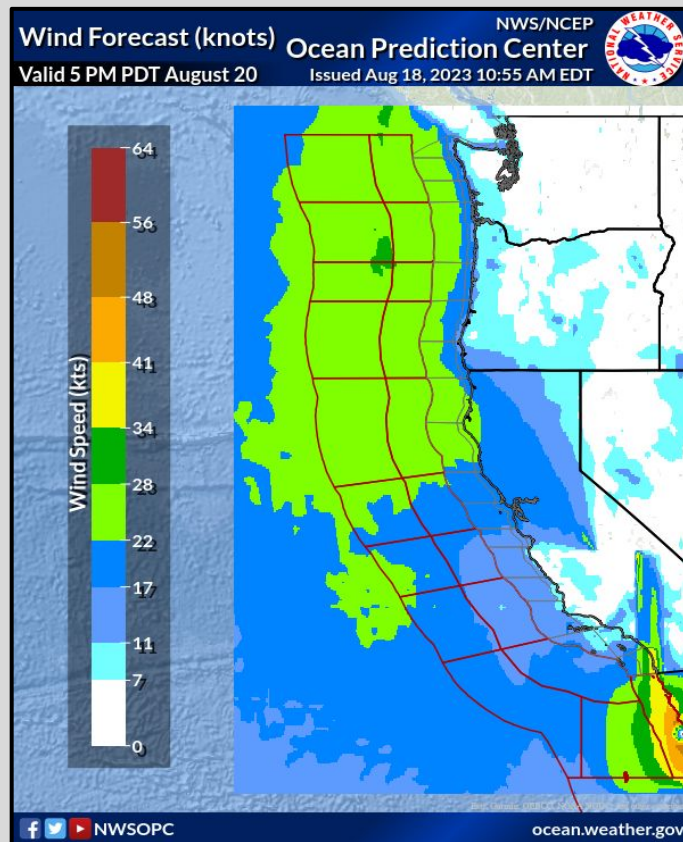 NWS/NCEP
Wind Forecast (knots) Ocean Prediction Center
Valid 5 PM PDT August 20 Issued Aug 18, 2023 10:55 AM EDT
NATIONAL WEATHER SERVICE
64
56
48
41
34
28
22
17
11
7
0
Wind Speed (kts)
NWSOPC
ocean.weather.gov